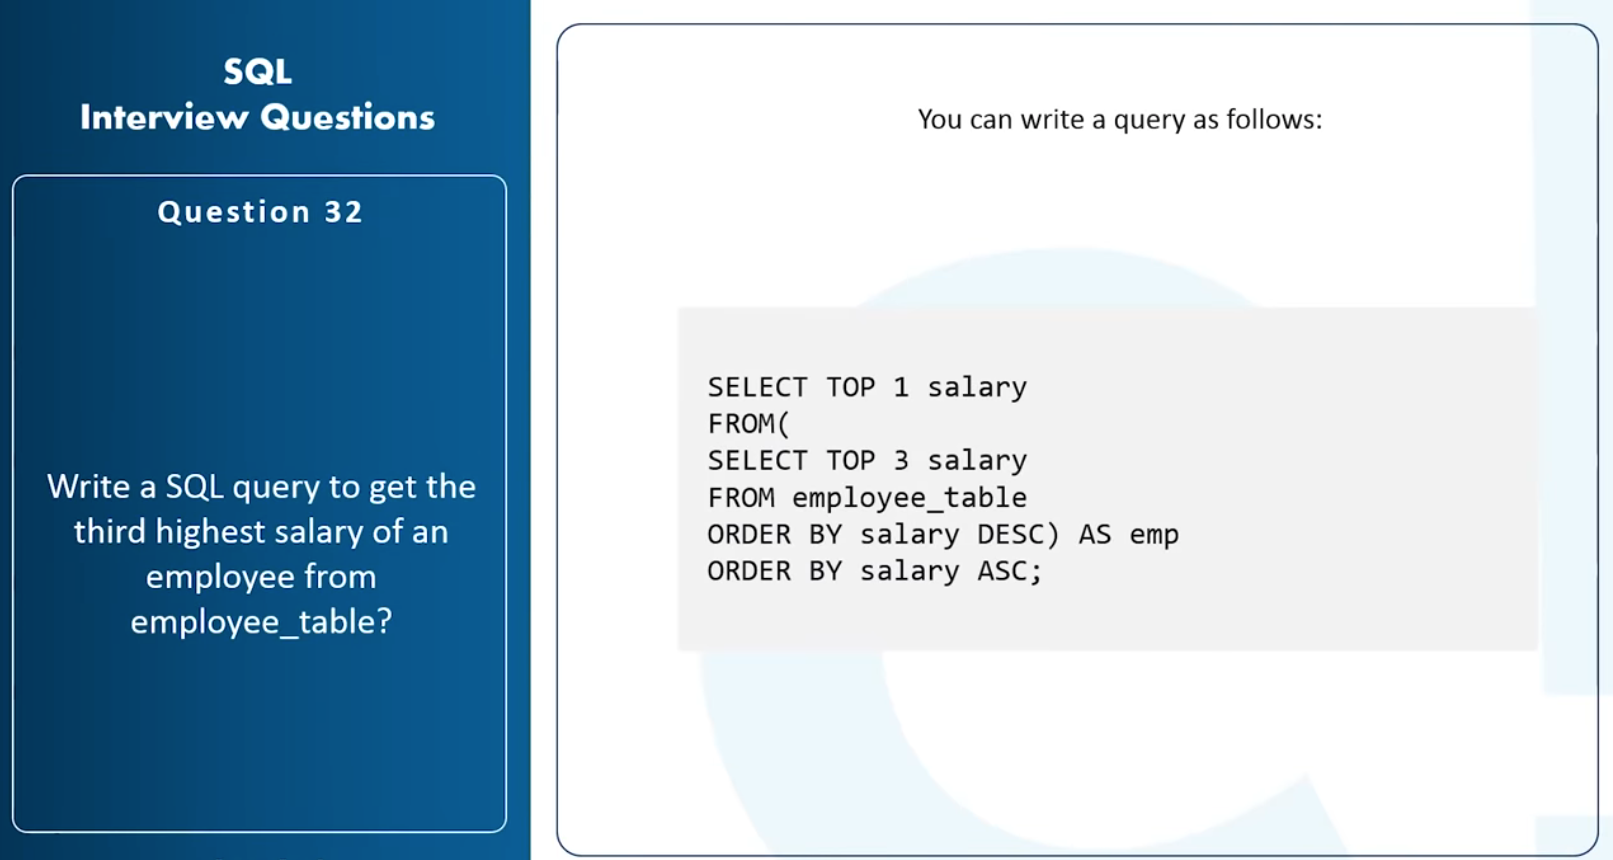 SQL
Interview Questions
Question 32
Write a SQL query to get the
third highest salary of an
employee from
employee_table?
You can write a query as follows:
SELECT TOP 1 salary
FROM(
SELECT TOP 3 salary
FROM employee_table
ORDER BY salary DESC) AS emp
ORDER BY salary ASC;